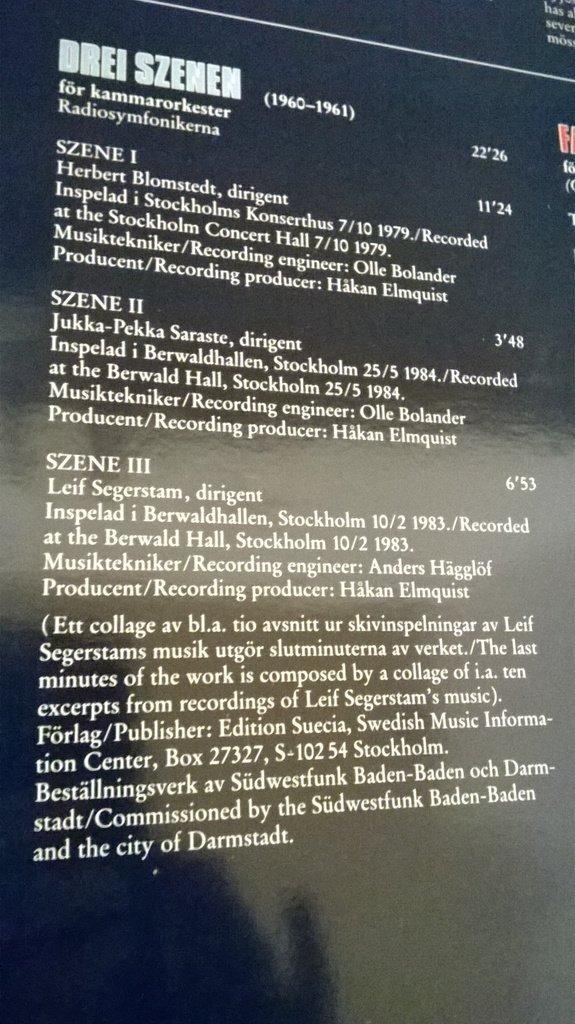 DREI SZENEN (1960–1961)
för kammarorkester
Radiosymfonikerna 22'26
SZENE I 11'24
Herbert Blomstedt, dirigent
Inspelad i Stockholms Konserthus 7/10 1979./Recorded
at the Stockholm Concert Hall 7/10 1979.
Musiktekniker/Recording engineer: Olle Bolander
Producent/Recording producer: Håkan Elmquist
SZENE II 3'48
Jukka-Pekka Saraste, dirigent
Inspelad i Berwaldhallen, Stockholm 25/5 1984./Recorded
at the Berwald Hall, Stockholm 25/5 1984.
Musiktekniker/Recording engineer: Olle Bolander
Producent/Recording producer: Håkan Elmquist
SZENE III 6'53
Leif Segerstam, dirigent
Inspelad i Berwaldhallen, Stockholm 10/2 1983./Recorded
at the Berwald Hall, Stockholm 10/2 1983.
Musiktekniker/Recording engineer: Anders Hägglöf
Producent/Recording producer: Håkan Elmquist
(Ett collage av bl.a. tio avsnitt ur skivinspelningar av Leif
Segerstams musik utgör slutminuterna av verket./The last
minutes of the work is composed by a collage of i.a. ten
excerpts from recordings of Leif Segerstam's music).
Förlag/Publisher: Edition Suecia, Swedish Music Informa-
tion Center, Box 27327, S-102 54 Stockholm.
Beställningsverk av Südwestfunk Baden-Baden och Darm-
stadt/Commissioned by the Südwestfunk Baden-Baden
and the city of Darmstadt.
has a
sever